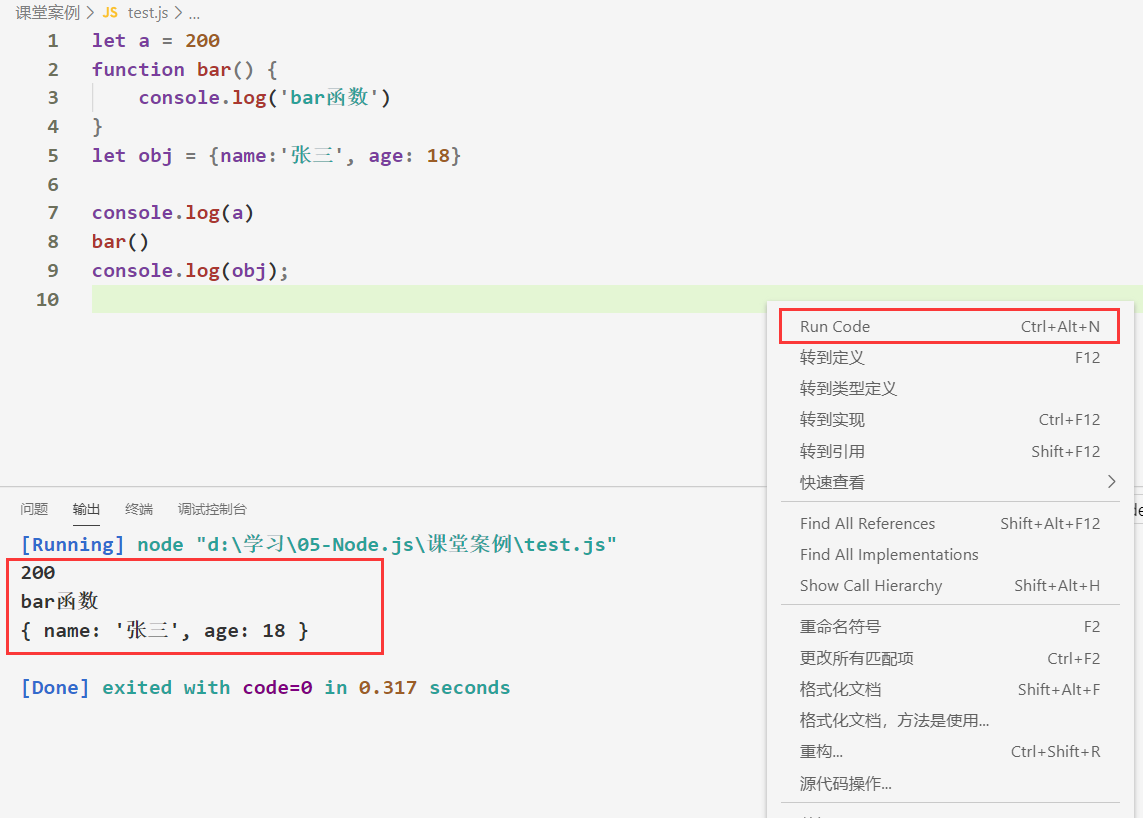 课堂案例 > JS test.js > ...
1 let a = 200
2 function bar() {
3 console.log('bar函数')
4 }
5 let obj = {name:'张三', age: 18}
6
7 console.log(a)
8 bar()
9 console.log(obj);
10
Run Code Ctrl+Alt+N
转到定义 F12
转到类型定义
转到实现 Ctrl+F12
转到引用 Shift+F12
快速查看 >
Find All References Shift+Alt+F12
Find All Implementations
Show Call Hierarchy Shift+Alt+H
重命名符号 F2
更改所有匹配项 Ctrl+F2
格式化文档 Shift+Alt+F
格式化文档，方法是使用...
重构... Ctrl+Shift+R
源代码操作...
问题 输出 终端 调试控制台
[Running] node "d:\学习\05-Node.js\课堂案例\test.js"
200
bar函数
{ name: '张三', age: 18 }
[Done] exited with code=0 in 0.317 seconds